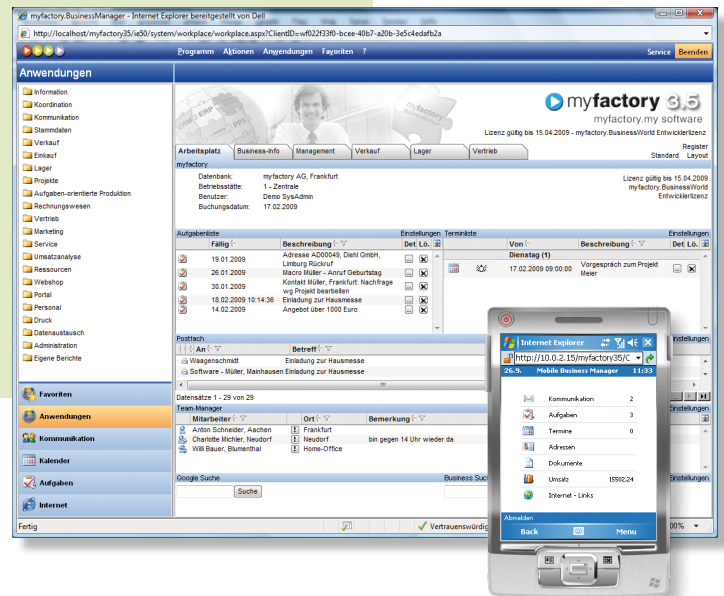 myfactory.BusinessManager - Internet Explorer bereitgestellt von Dell
http://localhost/myfactory35/ie50/system/workplace/workplace.aspx?ClientID=wf022f33f0-bcee-40b7-a20b-3e5c4edafb2a
Programm Aktionen Anwendungen Favoriten ? Service Beenden
Anwendungen
Information
Koordination
Kommunikation
Stammdaten
Verkauf
Einkauf
Lager
Projekte
Aufgaben-orientierte Produktion
Rechnungswesen
Vertrieb
Marketing
Service
Umsatzanalyse
Ressourcen
Webshop
Portal
Personal
Druck
Datenaustausch
Administration
Eigene Berichte
Favoriten
Anwendungen
Kommunikation
Kalender
Aufgaben
Internet
ERP
PPS
myfactory
myfactory 3.5
myfactory.my software
Lizenz gültig bis 15.04.2009 - myfactory.BusinessWorld Entwicklerlizenz
Register
Standard Layout
Arbeitsplatz Business-Info Management Verkauf Lager Vertrieb
myfactory
Datenbank: myfactory AG, Frankfurt
Betriebsstätte: 1 - Zentrale
Benutzer: Demo SysAdmin
Buchungsdatum: 17.02.2009
Lizenz gültig bis 15.04.2009
myfactory.BusinessWorld
Entwicklerlizenz
Aufgabenliste Einstellungen
Fällig Beschreibung Det Lö.
19.01.2009 Adresse AD00049, Diehl GmbH,
Limburg Rückruf
26.01.2009 Macro Müller - Anruf Geburtstag
30.01.2009 Kontakt Müller, Frankfurt: Nachfrage
wg Projekt bearbeiten
18.02.2009 10:14:36 Einladung zur Hausmesse
14.02.2009 Angebot über 1000 Euro
Terminliste Einstellungen
Von Beschreibung Det Lö.
Dienstag (1)
17.02.2009 09:00:00 Vorgespräch zum Projekt
Meier
Postfach nstellungen
An Betreff
Waagenschmidt Einladung zur Hausmesse
Software - Müller, Mainhausen Einladung zur Hausmesse
Datensätze 1 - 29 von 29
Team-Manager Einstellungen
Mitarbeiter Ort Bemerkung
Anton Schneider, Aachen Frankfurt
Charlotte Michler, Neudorf Neudorf bin gegen 14 Uhr wieder da
Willi Bauer, Blumenthal Home-Office
Google Suche Business Suc Einstellungen
Suche
Fertig Vertrauenswürdig 00%
Internet Explorer
http://10.0.2.15/myfactory35/C
26.9. Mobile Business Manager 11:33
Kommunikation 2
Aufgaben 3
Termine 0
Adressen
Dokumente
Umsatz 15502,24
Internet - Links
Abmelden
Back Menu